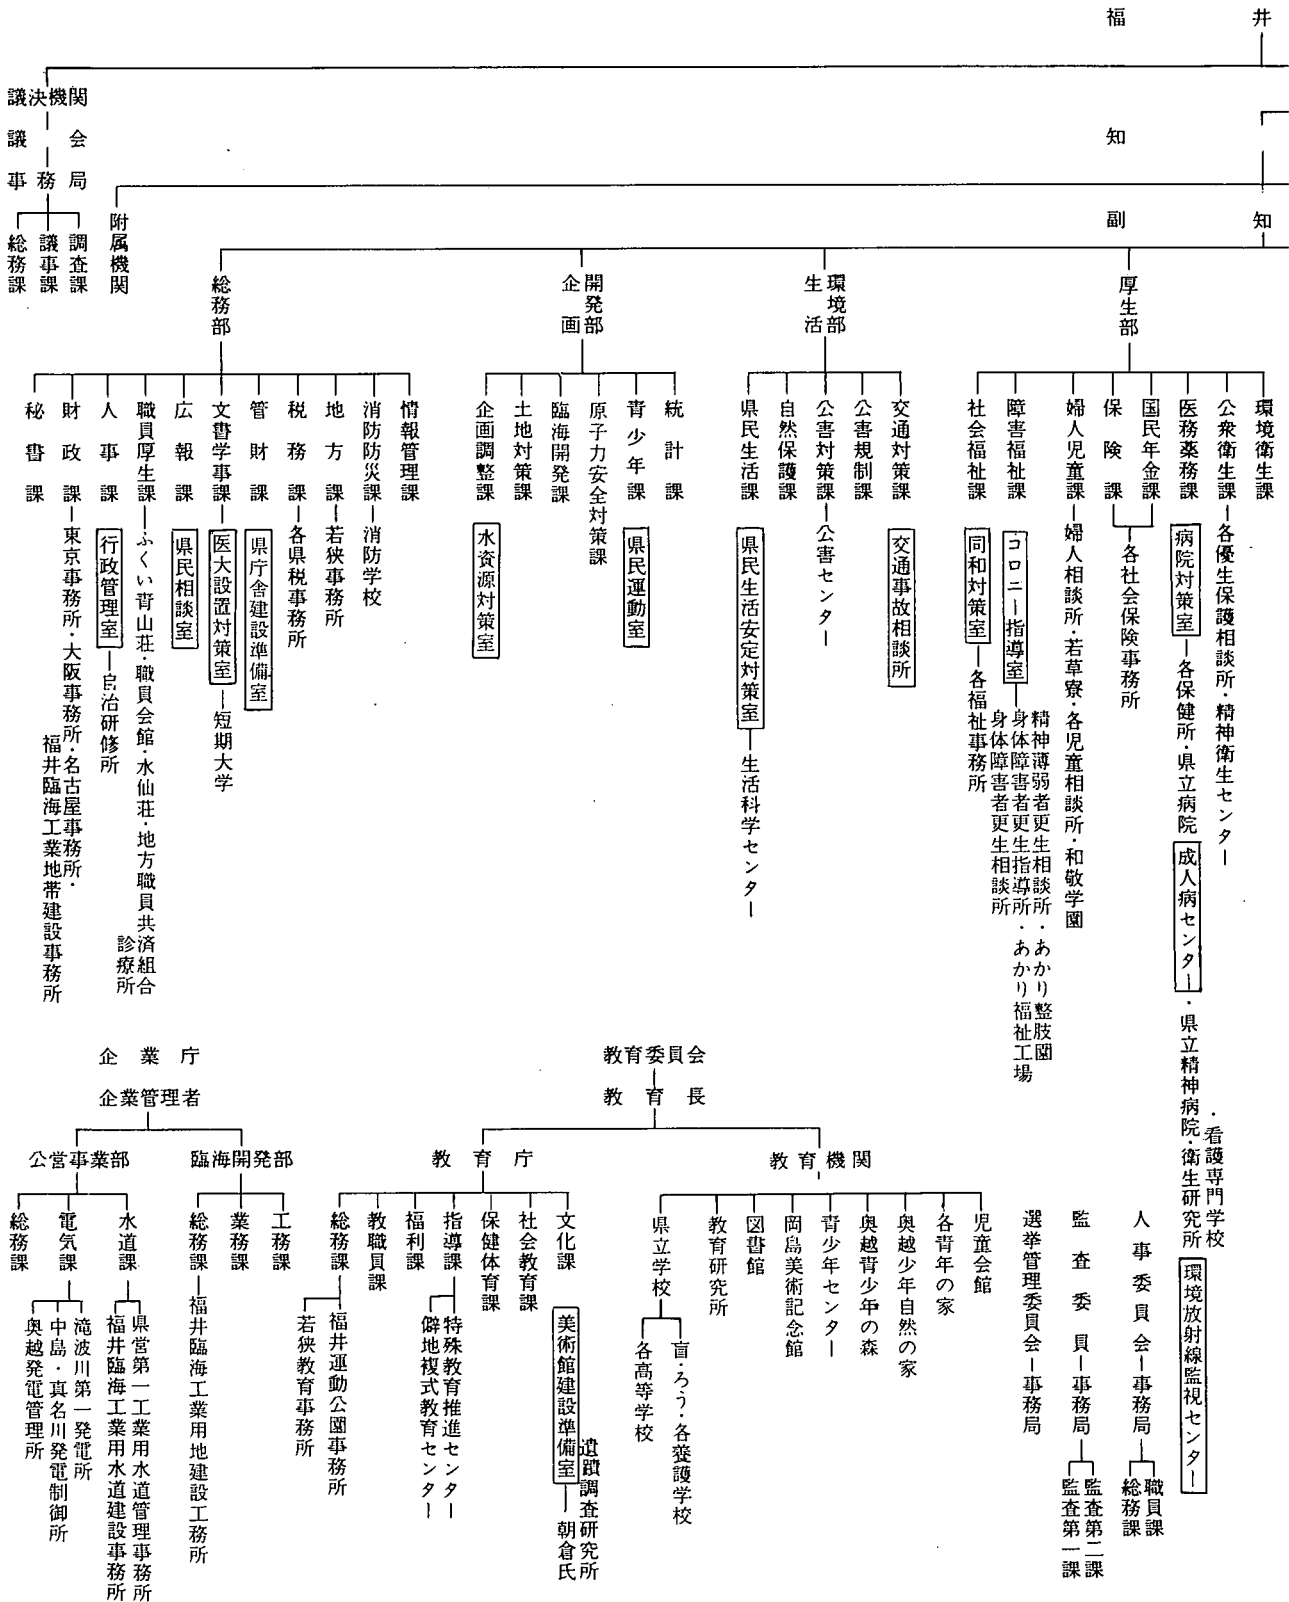 福井
議決機関
議会
議事務局
総務課
議事課
調査課
知
附属機関
副知
総務部
秘書課
財政課―東京事務所・大阪事務所・名古屋事務所・
福井臨海工業地帯建設事務所
人事課
行政管理室―自治研修所
職員厚生課―ふくい青山荘・職員会館・水仙荘・地方職員共済組合
診療所
広報課
県民相談室
文書学事課
医大設置対策室―短期大学
管財課
県庁舎建設準備室
税務課―各県税事務所
地方課―若狭事務所
消防防災課―消防学校
情報管理課
企画
開発部
企画調整課
水資源対策室
土地対策課
臨海開発課
原子力安全対策課
青少年課
県民運動室
統計課
生活
環境部
県民生活課
県民生活安定対策室―生活科学センター
自然保護課
公害対策課―公害センター
公害規制課
交通対策課
交通事故相談所
厚生部
社会福祉課
同和対策室―各福祉事務所
障害福祉課
コロニー指導室―身体障害者更生指導所・あかり福祉工場
身体障害者更生相談所
精神薄弱者更生相談所・あかり整肢園
婦人児童課―婦人相談所・若草寮・各児童相談所・和敬学園
保険課
国民年金課
各社会保険事務所
医務薬務課
病院対策室―各保健所・県立病院
成人病センター・県立精神病院・衛生研究所
・看護専門学校
環境放射線監視センター
公衆衛生課―各優生保護相談所・精神衛生センター
環境衛生課
企業庁
企業管理者
公営事業部
総務課
電気課
奥越発電管理所
中島・真名川発電制御所
滝波川第一発電所
水道課
福井臨海工業用水道建設事務所
県営第一工業用水道管理事務所
臨海開発部
総務課―福井臨海工業用地建設工務所
業務課
工務課
教育委員会
教育長
教育庁
総務課
若狭教育事務所
福井運動公園事務所
教職員課
福利課
指導課
僻地複式教育センター
特殊教育推進センター
保健体育課
社会教育課
文化課
美術館建設準備室―朝倉氏
遺蹟調査研究所
教育機関
県立学校
各高等学校
盲・ろう・各養護学校
教育研究所
図書館
岡島美術記念館
青少年センター
奥越青少年の森
奥越少年自然の家
各青年の家
児童会館
選挙管理委員会―事務局
監査委員―事務局
監査第一課
監査第二課
人事委員会―事務局
総務課
職員課